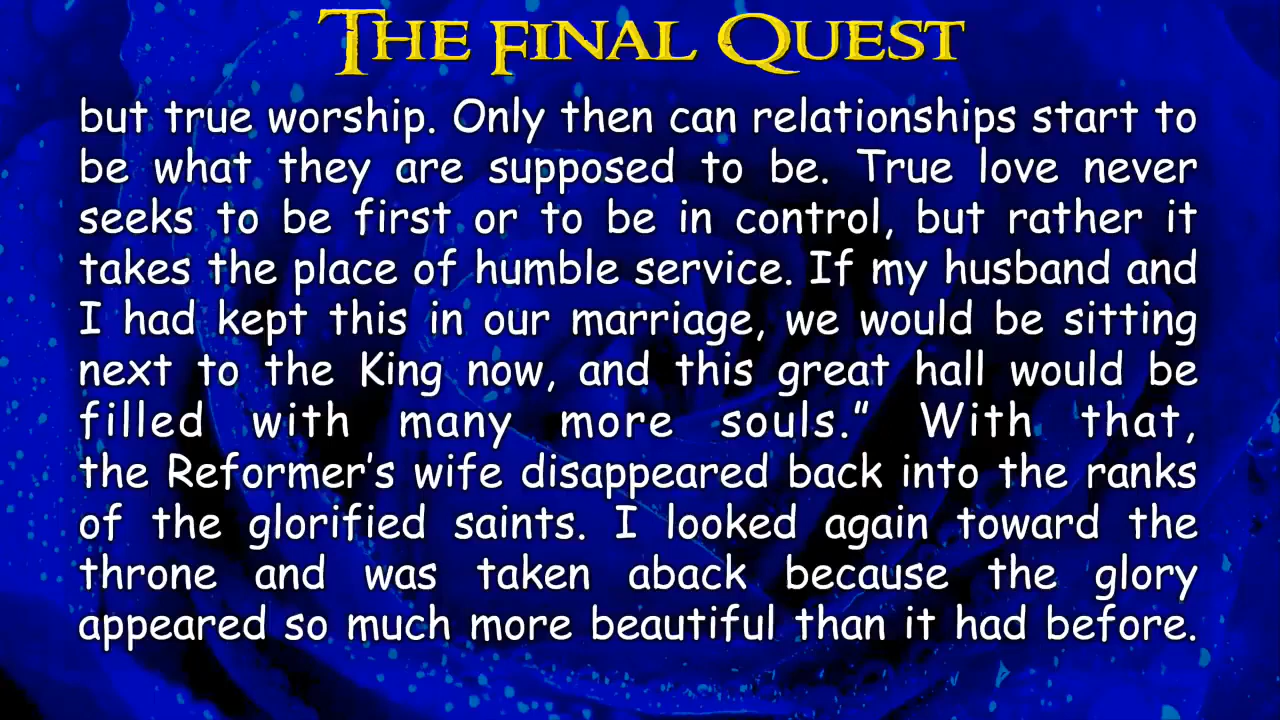 The Final Quest
but true worship. Only then can relationships start to
be what they are supposed to be. True love never
seeks to be first or to be in control, but rather it
takes the place of humble service. If my husband and
I had kept this in our marriage, we would be sitting
next to the King now, and this great hall would be
filled with many more souls.” With that,
the Reformer’s wife disappeared back into the ranks
of the glorified saints. I looked again toward the
throne and was taken aback because the glory
appeared so much more beautiful than it had before.